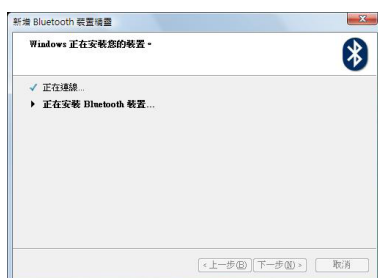 新增 Bluetooth 裝置精靈
Windows 正在安裝您的裝置。
正在連線...
正在安裝 Bluetooth 裝置...
<上一步(B) 下一步(N)> 取消